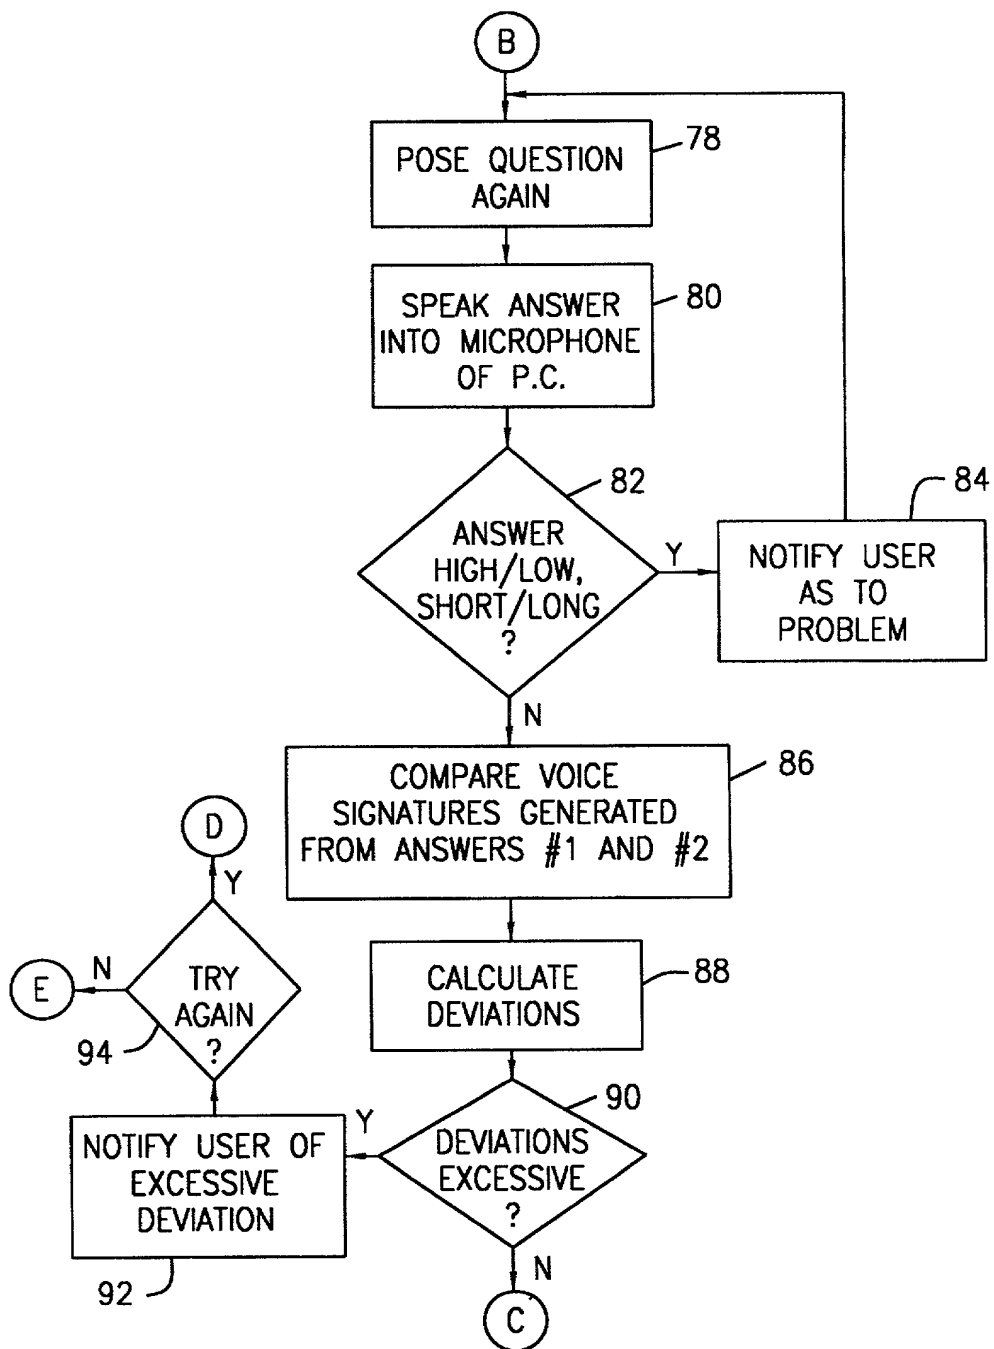 B
POSE QUESTION
AGAIN
78
SPEAK ANSWER
INTO MICROPHONE
OF P.C.
80
ANSWER
HIGH/LOW,
SHORT/LONG
?
82
Y
NOTIFY USER
AS TO
PROBLEM
84
N
COMPARE VOICE
SIGNATURES GENERATED
FROM ANSWERS #1 AND #2
86
CALCULATE
DEVIATIONS
88
DEVIATIONS
EXCESSIVE
?
90
Y
NOTIFY USER OF
EXCESSIVE
DEVIATION
92
TRY
AGAIN
?
94
Y
D
N
E
N
C